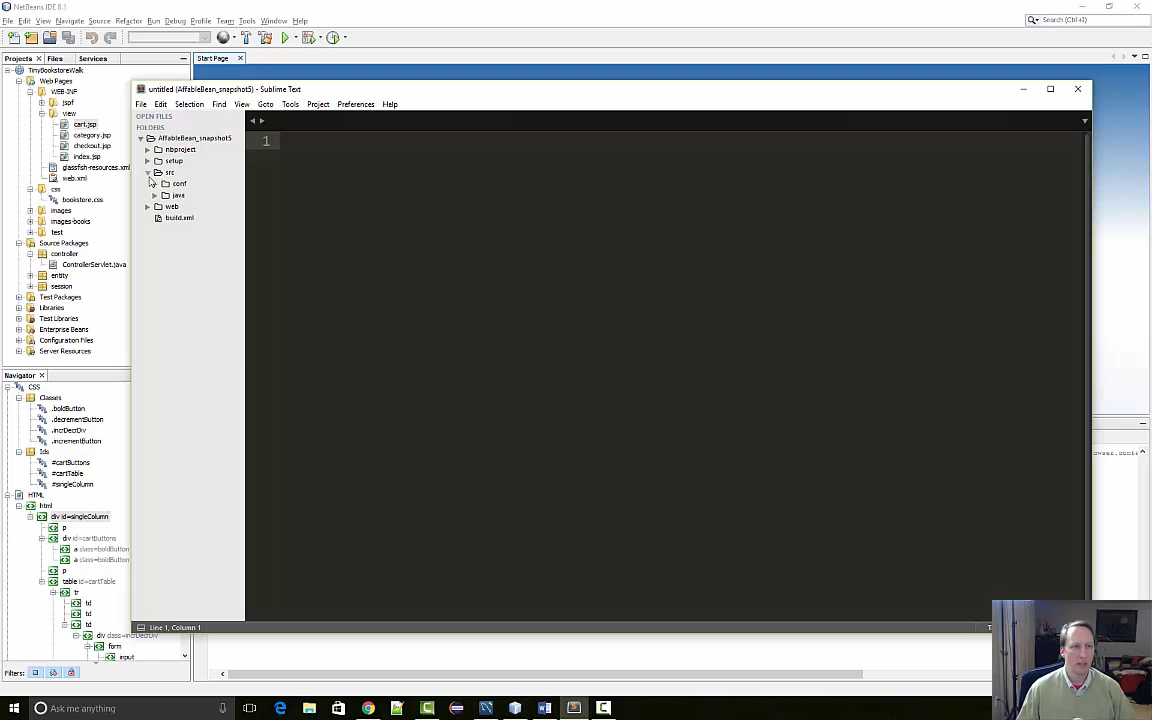 NetBeans IDE 8.1
File Edit View Navigate Source Refactor Run Debug Profile Team Tools Window Help
Search (Ctrl+I)
Projects
Files
Services
Start Page
TinyBookstoreWalk
Web Pages
WEB-INF
jspf
view
cart.jsp
category.jsp
checkout.jsp
index.jsp
glassfish-resources.xml
web.xml
css
bookstore.css
images
images-books
test
Source Packages
controller
ControllerServlet.java
entity
session
Test Packages
Libraries
Test Libraries
Enterprise Beans
Configuration Files
Server Resources
Navigator
CSS
Classes
.boldButton
.decrementButton
.incrDecrDiv
.incrementButton
Ids
#cartButtons
#cartTable
#singleColumn
HTML
html
div id=singleColumn
p
div id=cartButtons
a class=boldButton
a class=boldButton
p
table id=cartTable
tr
td
td
td
div class=incrDecrDiv
form
input
Filters:
untitled (AffableBean_snapshot5) - Sublime Text
File Edit Selection Find View Goto Tools Project Preferences Help
OPEN FILES
FOLDERS
AffableBean_snapshot5
nbproject
setup
src
conf
java
web
build.xml
1
Line 1, Column 1
Ask me anything